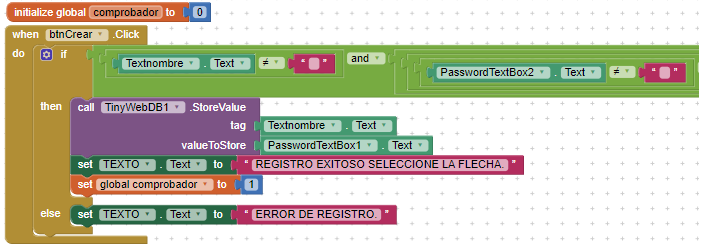 initialize global comprobador to 0
when btnCrear .Click
do if Textnombre . Text ≠ " " and PasswordTextBox2 . Text ≠ " "
then call TinyWebDB1 .StoreValue
tag Textnombre . Text
valueToStore PasswordTextBox1 . Text
set TEXTO . Text to " REGISTRO EXITOSO SELECCIONE LA FLECHA. "
set global comprobador to 1
else set TEXTO . Text to " ERROR DE REGISTRO. "